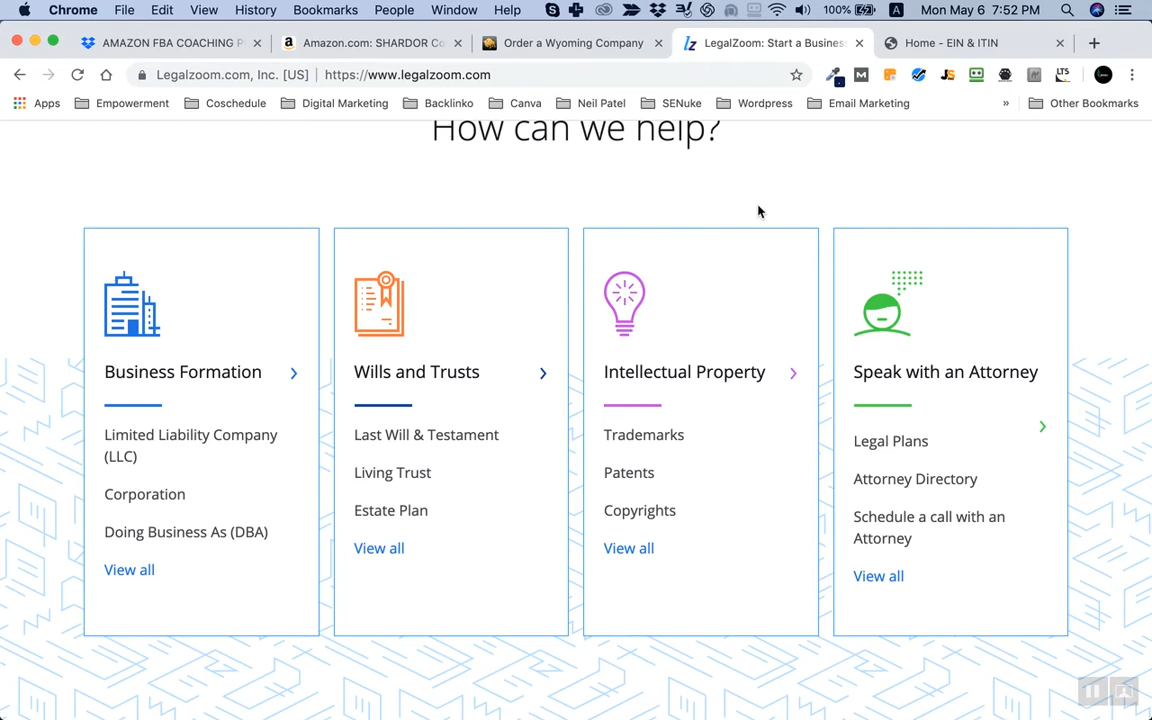 Chrome File Edit View History Bookmarks People Window Help 100% A Mon May 6 7:52 PM
AMAZON FBA COACHING P
Amazon.com: SHARDOR Co
Order a Wyoming Company
LegalZoom: Start a Busines
Home - EIN & ITIN
Legalzoom.com, Inc. [US] | https://www.legalzoom.com
M JS LTS
Apps Empowerment Coschedule Digital Marketing Backlinko Canva Neil Patel SENuke Wordpress Email Marketing » Other Bookmarks
How can we help?
Business Formation
Limited Liability Company
(LLC)
Corporation
Doing Business As (DBA)
View all
Wills and Trusts
Last Will & Testament
Living Trust
Estate Plan
View all
Intellectual Property
Trademarks
Patents
Copyrights
View all
Speak with an Attorney
Legal Plans
Attorney Directory
Schedule a call with an
Attorney
View all